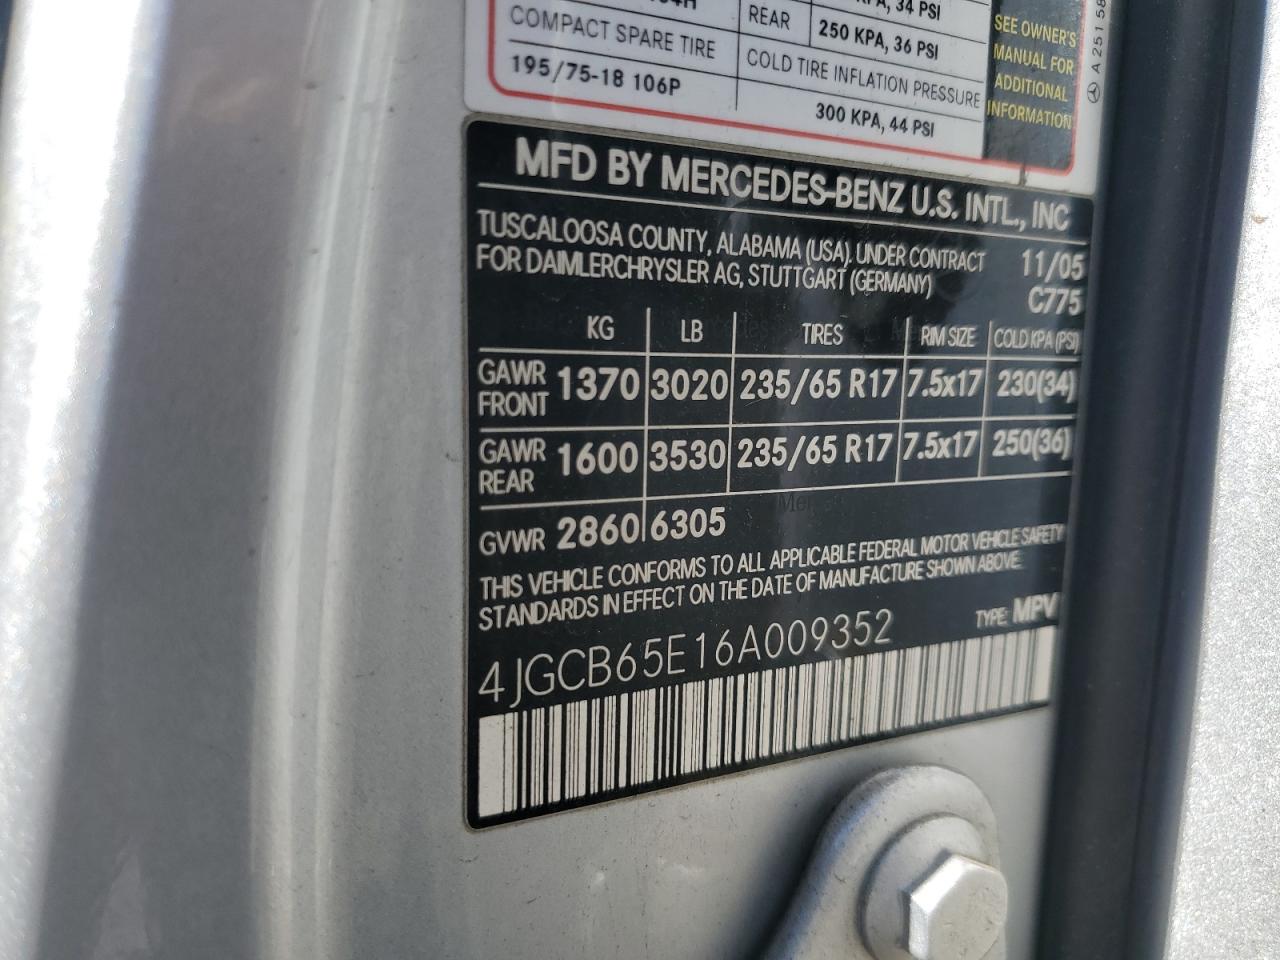 KPA, 34 PSI
COMPACT SPARE TIRE
195/75-18 106P
REAR
250 KPA, 36 PSI
COLD TIRE INFLATION PRESSURE
300 KPA, 44 PSI
SEE OWNER'S
MANUAL FOR
ADDITIONAL
INFORMATION
A 251 58
MFD BY MERCEDES-BENZ U.S. INTL., INC
TUSCALOOSA COUNTY, ALABAMA (USA). UNDER CONTRACT 11/05
FOR DAIMLERCHRYSLER AG, STUTTGART (GERMANY) C775
KG LB TIRES RIM SIZE COLD KPA (PSI)
GAWR FRONT 1370 3020 235/65 R17 7.5x17 230(34)
GAWR REAR 1600 3530 235/65 R17 7.5x17 250(36)
GVWR 2860 6305
THIS VEHICLE CONFORMS TO ALL APPLICABLE FEDERAL MOTOR VEHICLE SAFETY
STANDARDS IN EFFECT ON THE DATE OF MANUFACTURE SHOWN ABOVE.
4JGCB65E16A009352 TYPE: MPV